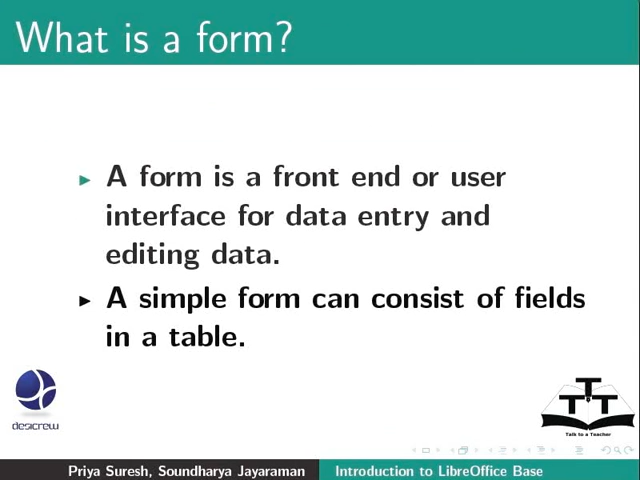 What is a form?
A form is a front end or user
interface for data entry and
editing data.
A simple form can consist of fields
in a table.
desicrew
T
T T
Talk to a Teacher
Priya Suresh, Soundharya Jayaraman
Introduction to LibreOffice Base